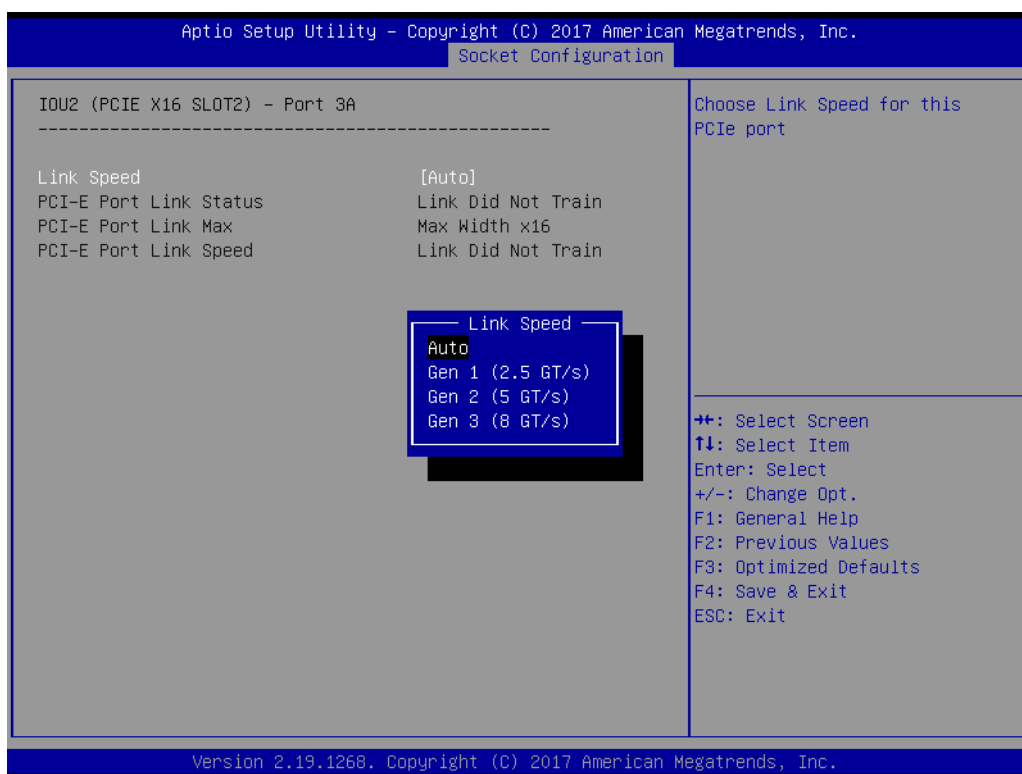 Aptio Setup Utility – Copyright (C) 2017 American Megatrends, Inc.
Socket Configuration
IOU2 (PCIE X16 SLOT2) – Port 3A
--------------------------------------------------
Link Speed [Auto]
PCI-E Port Link Status Link Did Not Train
PCI-E Port Link Max Max Width x16
PCI-E Port Link Speed Link Did Not Train
Link Speed
Auto
Gen 1 (2.5 GT/s)
Gen 2 (5 GT/s)
Gen 3 (8 GT/s)
Choose Link Speed for this
PCIe port
→←: Select Screen
↑↓: Select Item
Enter: Select
+/-: Change Opt.
F1: General Help
F2: Previous Values
F3: Optimized Defaults
F4: Save & Exit
ESC: Exit
Version 2.19.1268. Copyright (C) 2017 American Megatrends, Inc.